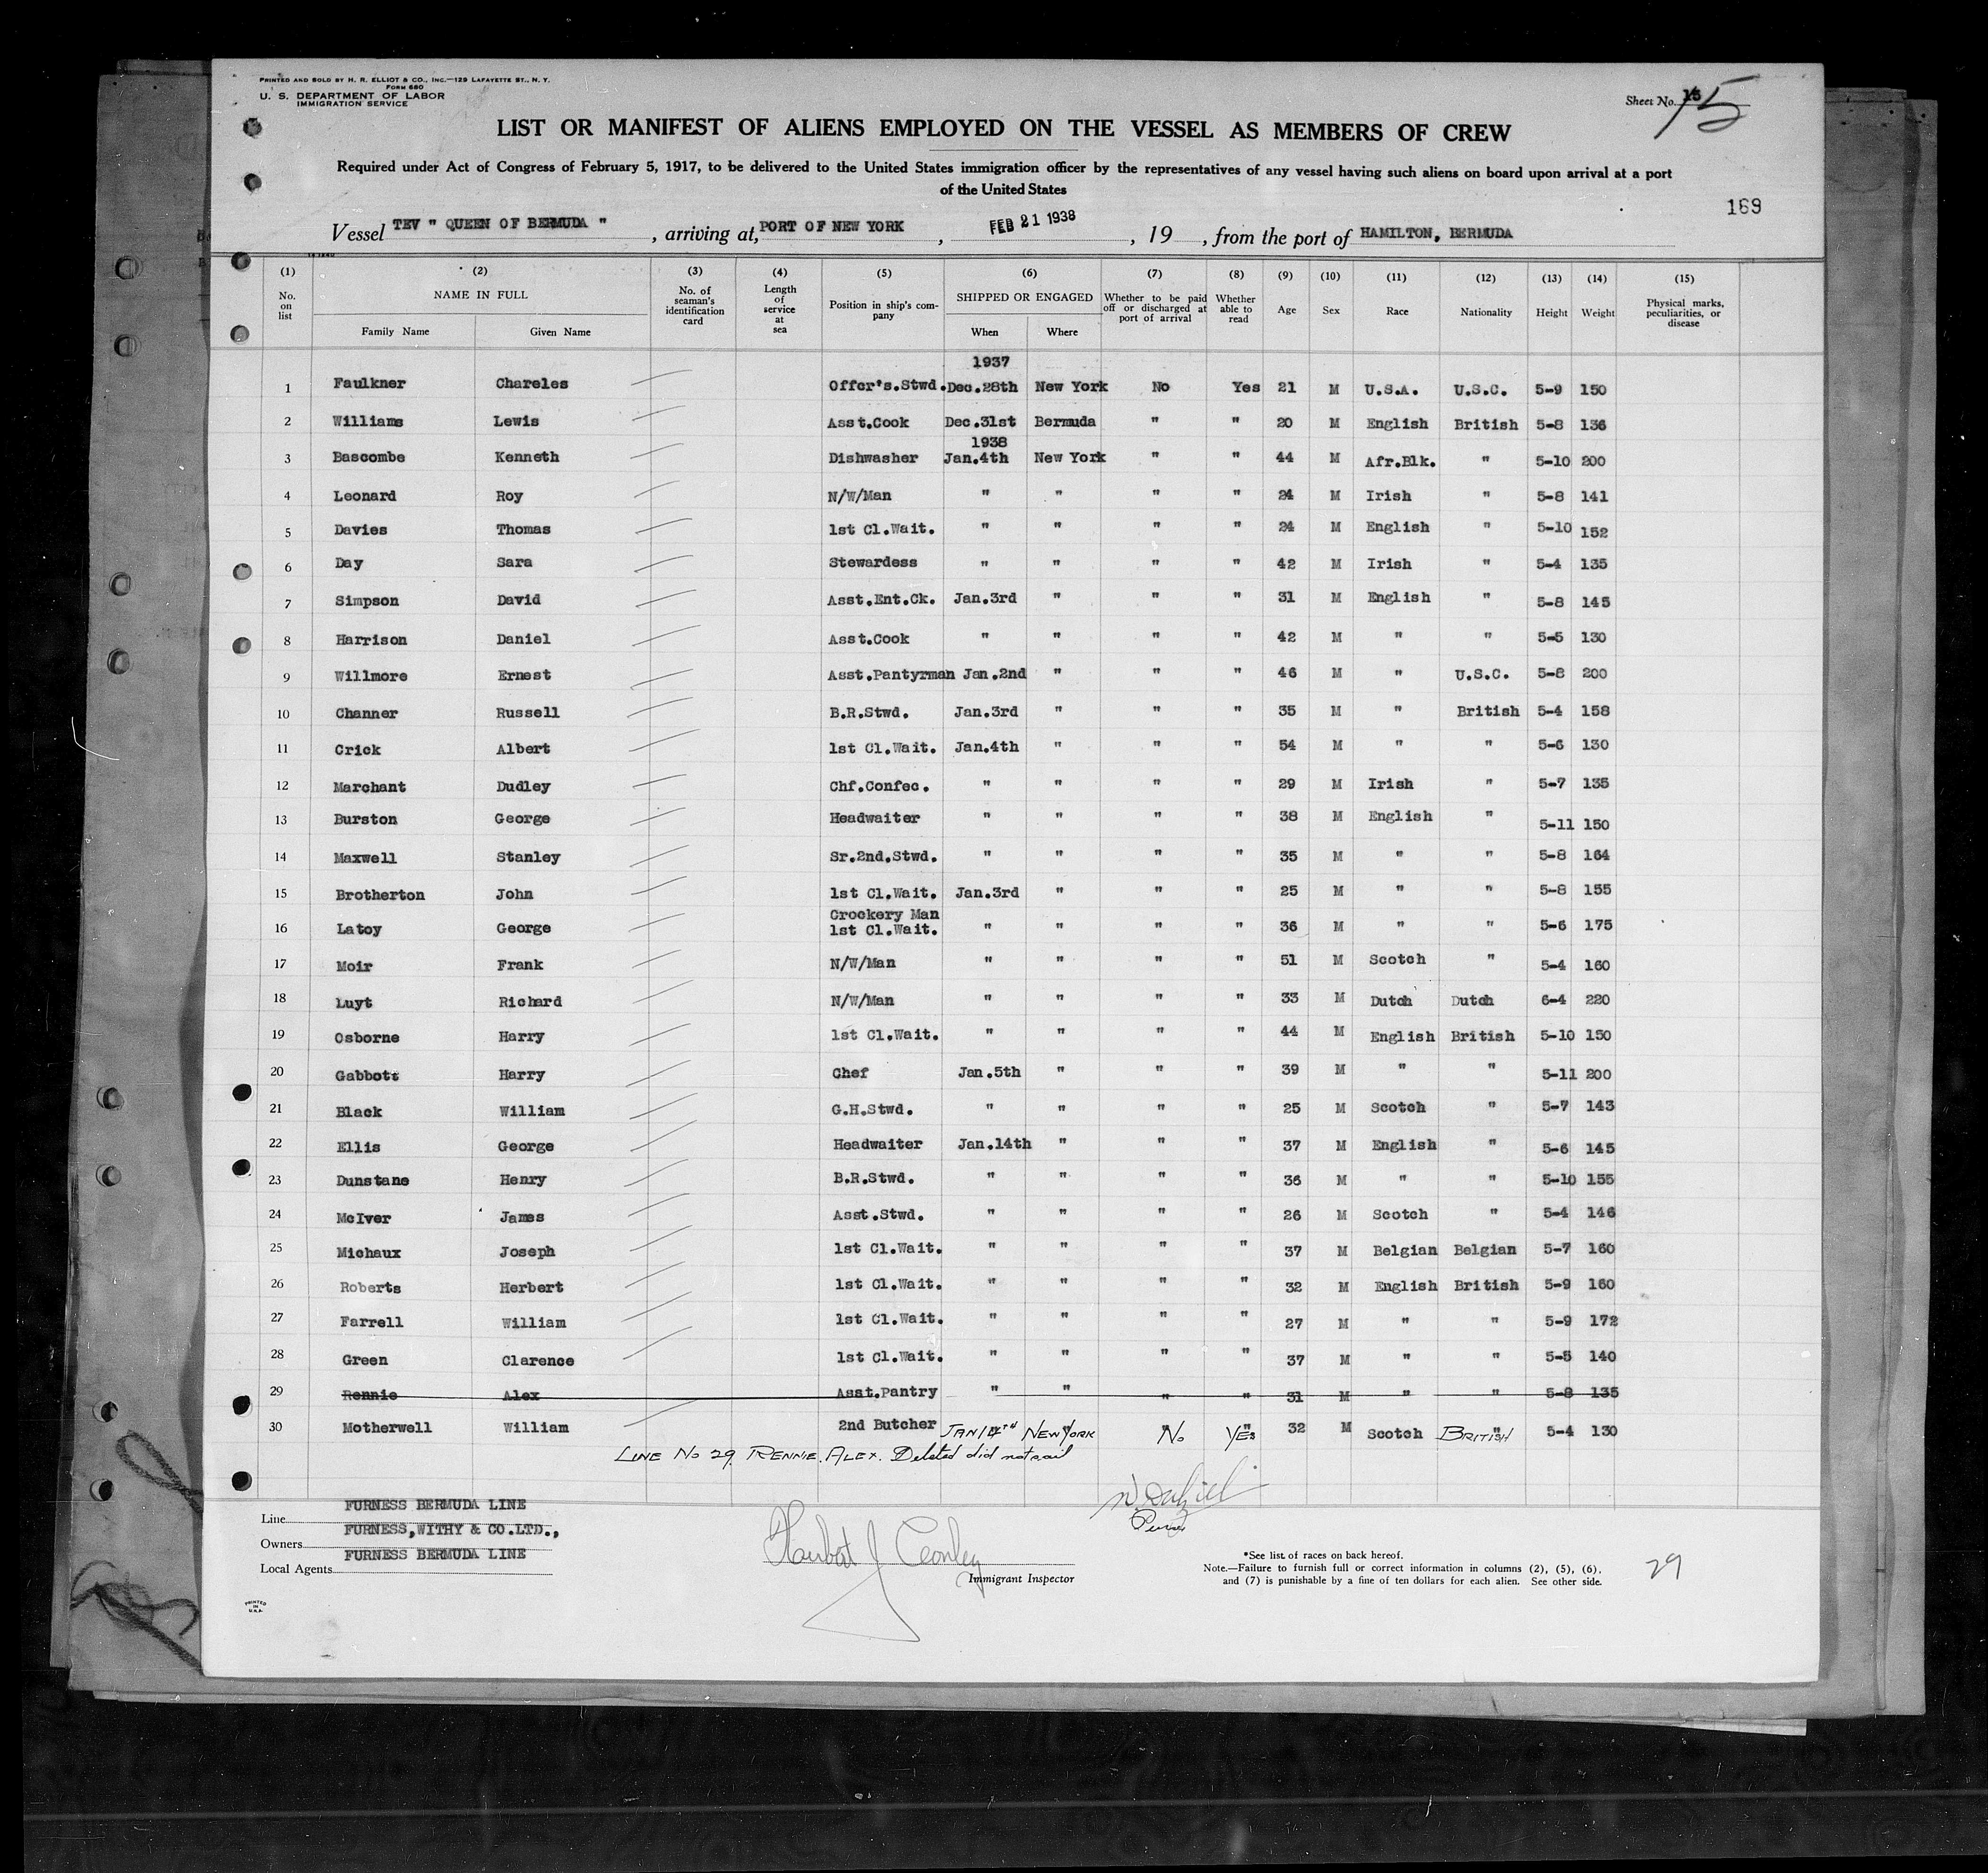 PRINTED AND SOLD BY H. R. ELLIOT & CO., INC.—129 LAFAYETTE ST., N. Y.
FORM 680
U. S. DEPARTMENT OF LABOR
IMMIGRATION SERVICE
Sheet No. 15
LIST OR MANIFEST OF ALIENS EMPLOYED ON THE VESSEL AS MEMBERS OF CREW
Required under Act of Congress of February 5, 1917, to be delivered to the United States immigration officer by the representatives of any vessel having such aliens on board upon arrival at a port
of the United States
169
Vessel TEV " QUEEN OF BERMUDA " , arriving at, PORT OF NEW YORK , FEB 21 1938 , 19 , from the port of HAMILTON, BERMUDA
(1) (2) (3) (4) (5) (6) (7) (8) (9) (10) (11) (12) (13) (14) (15)
No. on list NAME IN FULL Family Name Given Name No. of seaman's identification card Length of service at sea Position in ship's company SHIPPED OR ENGAGED When Where Whether to be paid off or discharged at port of arrival Whether able to read Age Sex Race Nationality Height Weight Physical marks, peculiarities, or disease
1937
1 Faulkner Chareles Offcr's.Stwd. Dec.28th New York No Yes 21 M U.S.A. U.S.C. 5-9 150
2 Williams Lewis Asst.Cook Dec.31st Bermuda " " 20 M English British 5-8 136
1938
3 Bascombe Kenneth Dishwasher Jan.4th New York " " 44 M Afr.Blk. " 5-10 200
4 Leonard Roy N/W/Man " " " " 24 M Irish " 5-8 141
5 Davies Thomas 1st Cl.Wait. " " " " 24 M English " 5-10 152
6 Day Sara Stewardess " " " " 42 M Irish " 5-4 135
7 Simpson David Asst.Ent.Ck. Jan.3rd " " " 31 M English " 5-8 145
8 Harrison Daniel Asst.Cook " " " " 42 M " " 5-5 130
9 Willmore Ernest Asst.Pantyrman Jan.2nd " " " 46 M " U.S.C. 5-8 200
10 Channer Russell B.R.Stwd. Jan.3rd " " " 35 M " British 5-4 158
11 Crick Albert 1st Cl.Wait. Jan.4th " " " 54 M " " 5-6 130
12 Marchant Dudley Chf.Confec. " " " " 29 M Irish " 5-7 135
13 Burston George Headwaiter " " " " 38 M English " 5-11 150
14 Maxwell Stanley Sr.2nd.Stwd. " " " " 35 M " " 5-8 164
15 Brotherton John 1st Cl.Wait. Jan.3rd " " " 25 M " " 5-8 155
Crockery Man
16 Latoy George 1st Cl.Wait. " " " " 36 M " " 5-6 175
17 Moir Frank N/W/Man " " " " 51 M Scotch " 5-4 160
18 Luyt Richard N/W/Man " " " " 33 M Dutch Dutch 6-4 220
19 Osborne Harry 1st Cl.Wait. " " " " 44 M English British 5-10 150
20 Gabbott Harry Chef Jan.5th " " " 39 M " " 5-11 200
21 Black William G.H.Stwd. " " " " 25 M Scotch " 5-7 143
22 Ellis George Headwaiter Jan.14th " " " 37 M English " 5-6 145
23 Dunstane Henry B.R.Stwd. " " " " 36 M " " 5-10 155
24 McIver James Asst.Stwd. " " " " 26 M Scotch " 5-4 146
25 Michaux Joseph 1st Cl.Wait. " " " " 37 M Belgian Belgian 5-7 160
26 Roberts Herbert 1st Cl.Wait. " " " " 32 M English British 5-9 160
27 Farrell William 1st Cl.Wait. " " " " 27 M " " 5-9 172
28 Green Clarence 1st Cl.Wait. " " " " 37 M " " 5-5 140
29 Rennie Alex Asst.Pantry " " " " 31 M " " 5-8 135
30 Motherwell William 2nd Butcher JAN 14TH NEW YORK No YES 32 M Scotch BRITISH 5-4 130
LINE No 29 RENNIE. ALEX. Deleted did not sail
Purser
Line FURNESS BERMUDA LINE
Owners FURNESS,WITHY & CO.LTD.,
Local Agents FURNESS BERMUDA LINE
Immigrant Inspector
*See list of races on back hereof.
Note.—Failure to furnish full or correct information in columns (2), (5), (6),
and (7) is punishable by a fine of ten dollars for each alien. See other side.
29
PRINTED IN U.S.A.